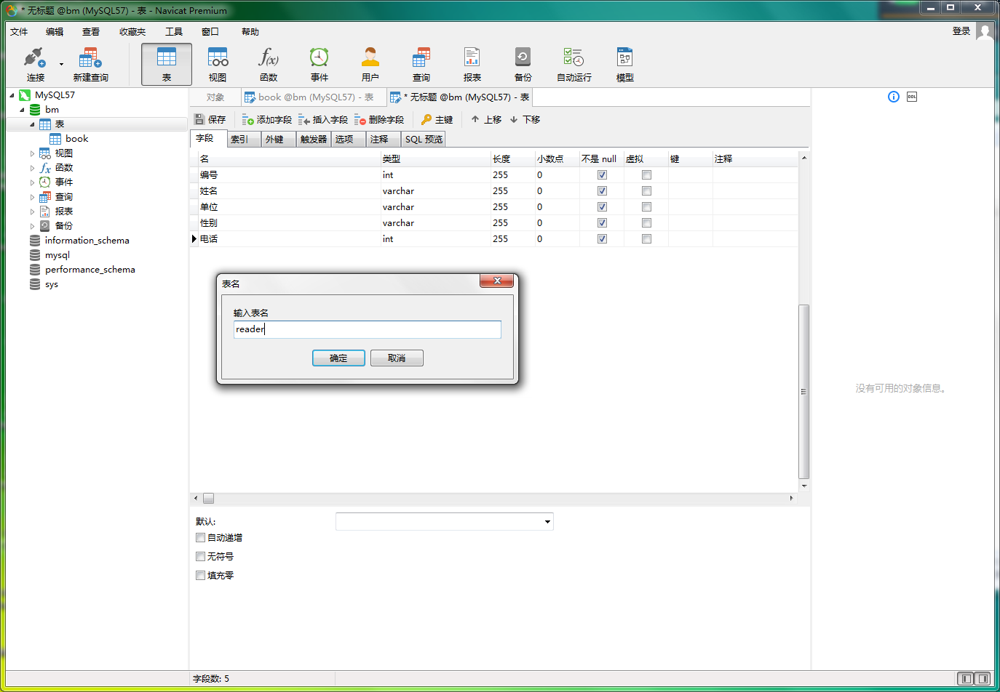 * 无标题 @bm (MySQL57) - 表 - Navicat Premium
文件 编辑 查看 收藏夹 工具 窗口 帮助 登录
连接 新建查询 表 视图 函数 事件 用户 查询 报表 备份 自动运行 模型
MySQL57
bm
表
book
视图
函数
事件
查询
报表
备份
information_schema
mysql
performance_schema
sys
对象 book @bm (MySQL57) - 表 * 无标题 @bm (MySQL57) - 表
保存 添加字段 插入字段 删除字段 主键 上移 下移
字段 索引 外键 触发器 选项 注释 SQL 预览
名 类型 长度 小数点 不是 null 虚拟 键 注释
编号 int 255 0
姓名 varchar 255 0
单位 varchar 255 0
性别 varchar 255 0
电话 int 255 0
表名
输入表名
reader
确定 取消
默认:
自动递增
无符号
填充零
DDL
没有可用的对象信息。
字段数: 5